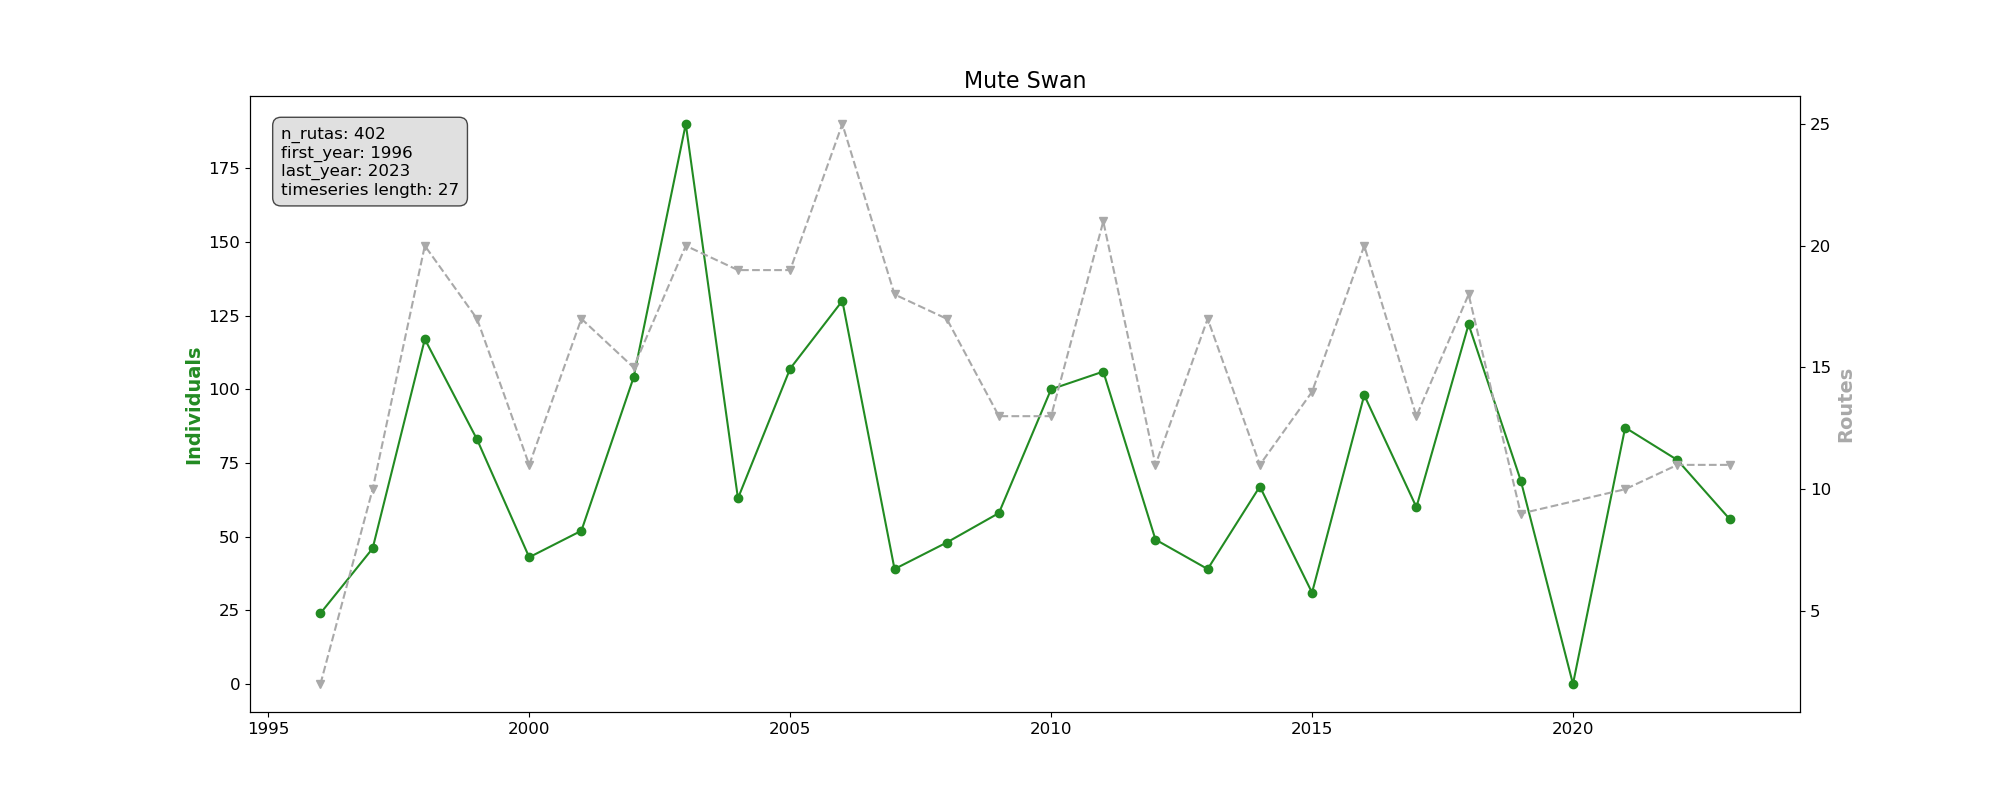 Mute Swan
n_rutas: 402
first_year: 1996
last_year: 2023
timeseries length: 27
Individuals
175
150
125
100
75
50
25
0
25
20
15
10
5
Routes
1995 2000 2005 2010 2015 2020